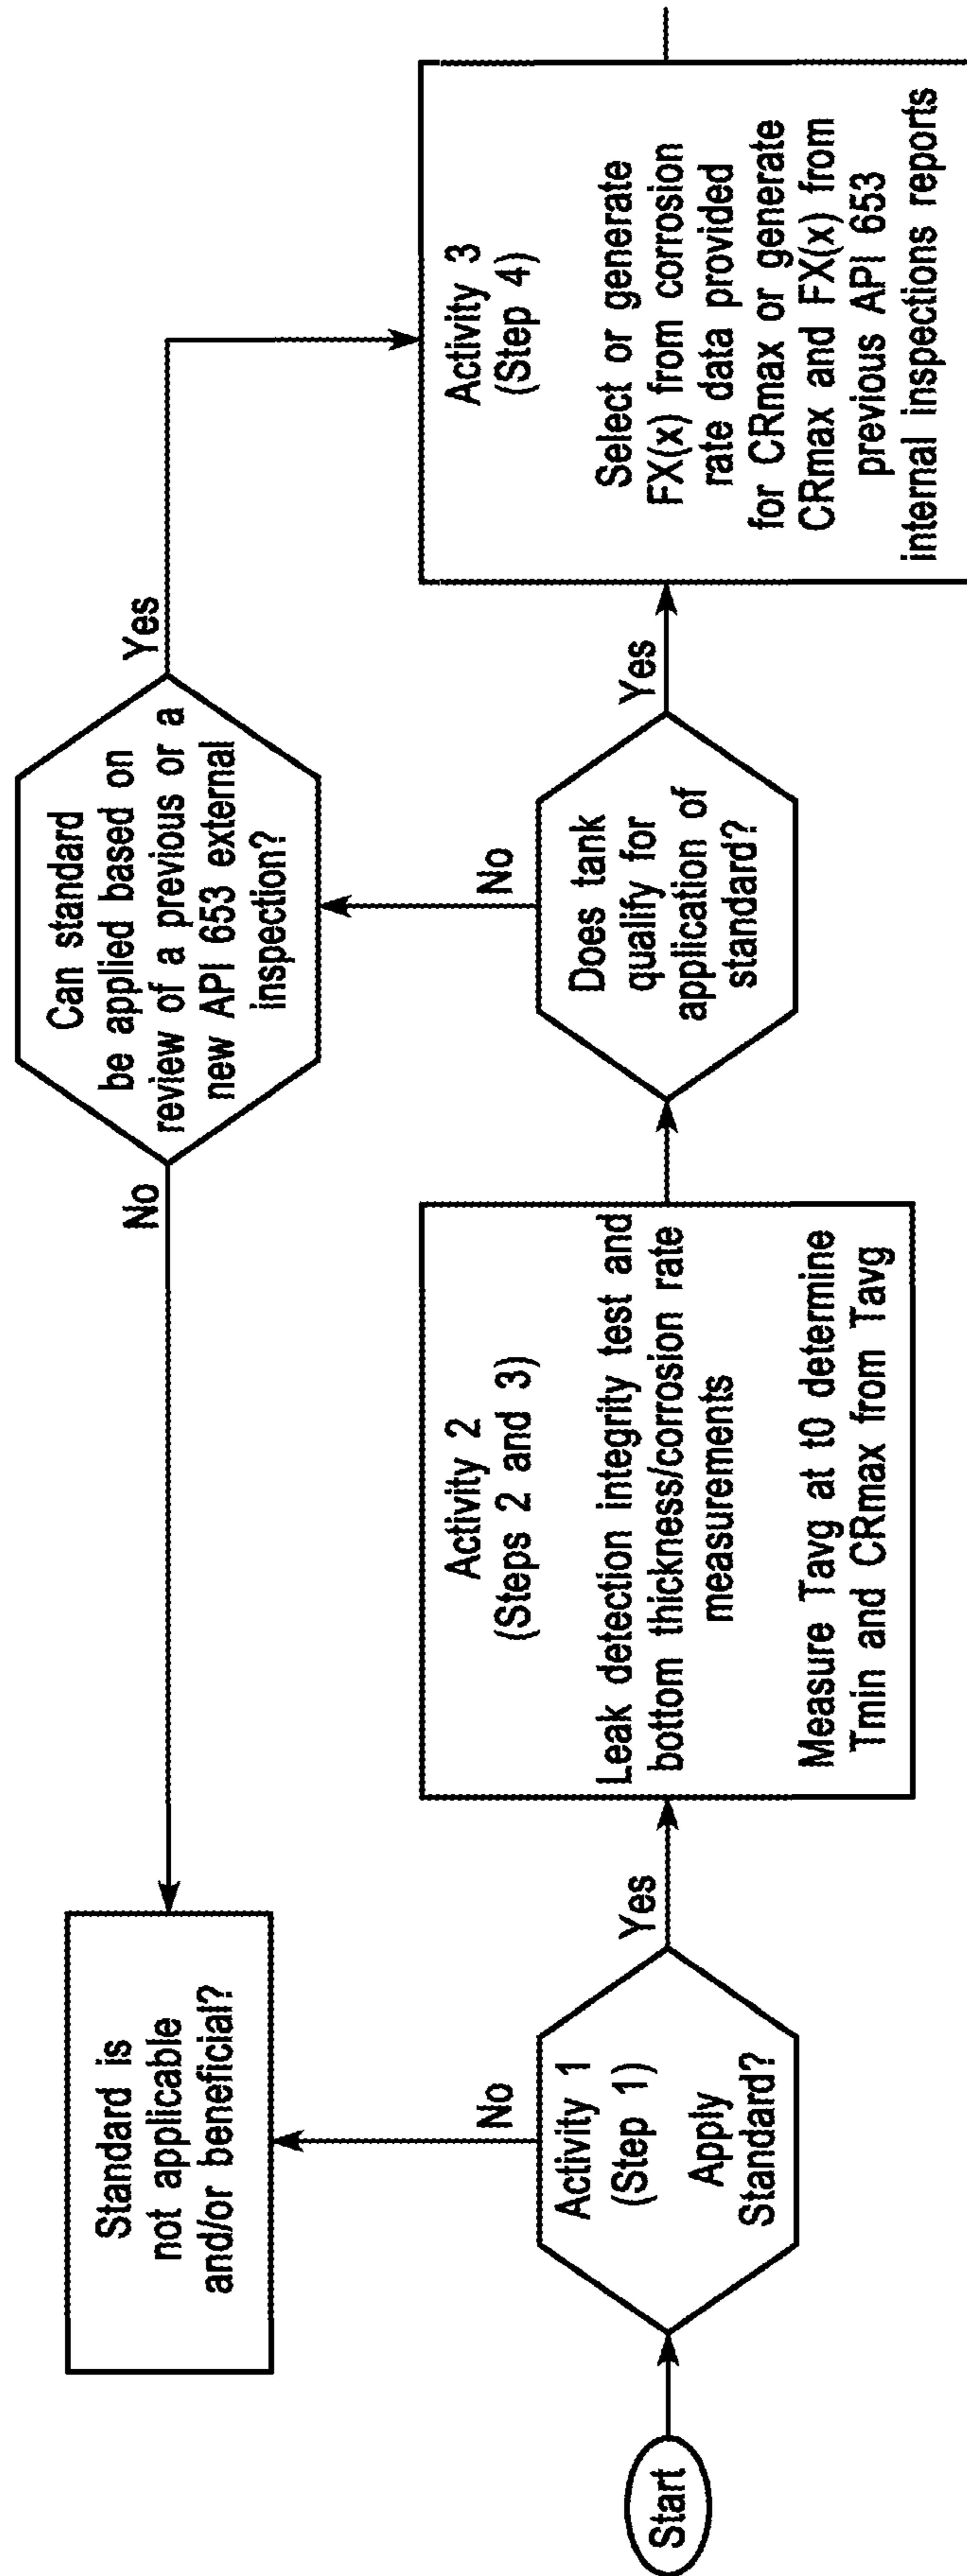 Start
Activity 1
(Step 1)
Apply
Standard?
No
Yes
Standard is
not applicable
and/or beneficial?
Activity 2
(Steps 2 and 3)
Leak detection integrity test and
bottom thickness/corrosion rate
measurements
Measure Tavg at t0 determine
Tmin and CRmax from Tavg
Does tank
qualify for
application of
standard?
No
Yes
Can standard
be applied based on
review of a previous or a
new API 653 external
inspection?
No
Yes
Activity 3
(Step 4)
Select or generate
FX(x) from corrosion
rate data provided
for CRmax or generate
CRmax and FX(x) from
previous API 653
internal inspections reports